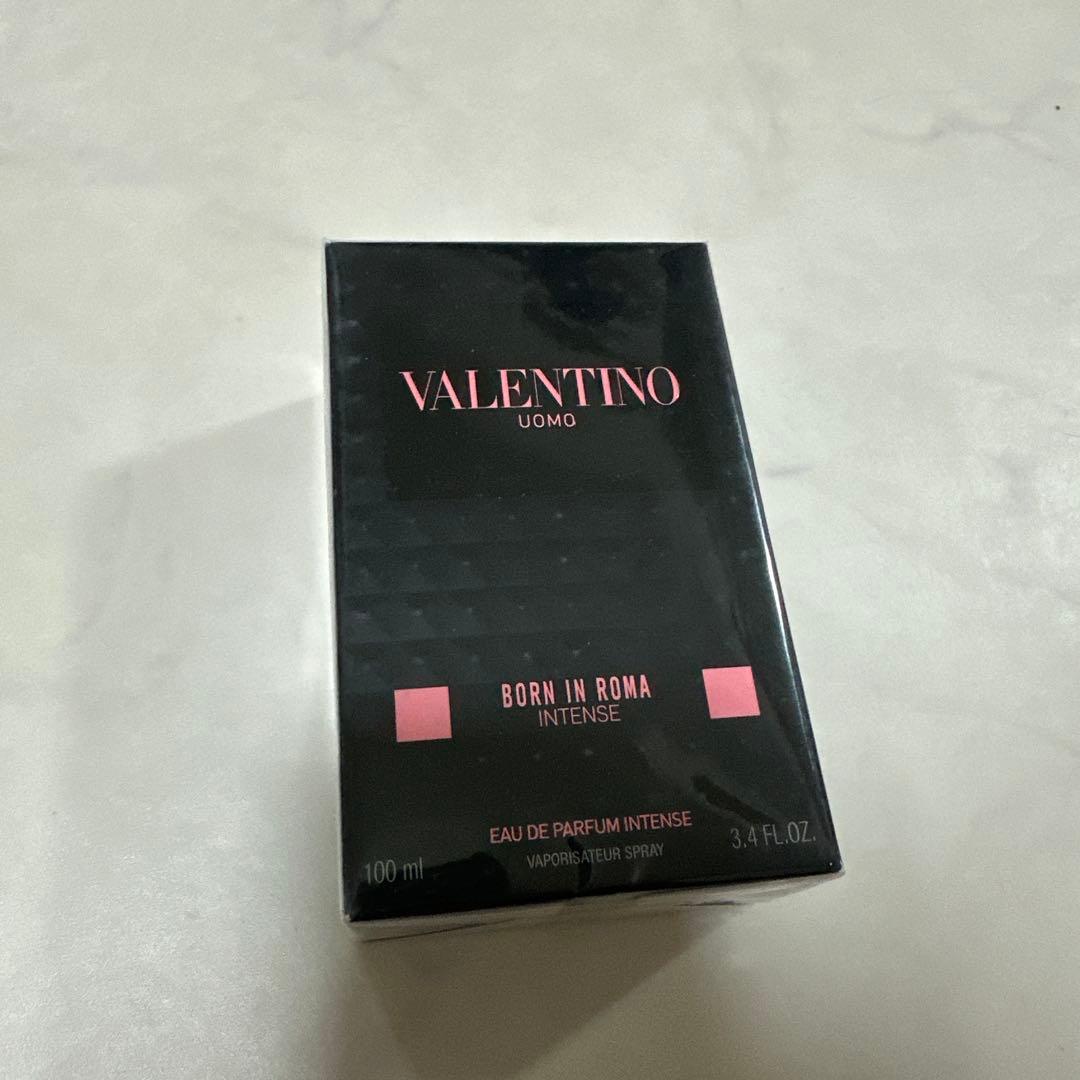 VALENTINO
UOMO
BORN IN ROMA
INTENSE
EAU DE PARFUM INTENSE
VAPORISATEUR SPRAY
100 ml
3.4 FL.OZ.